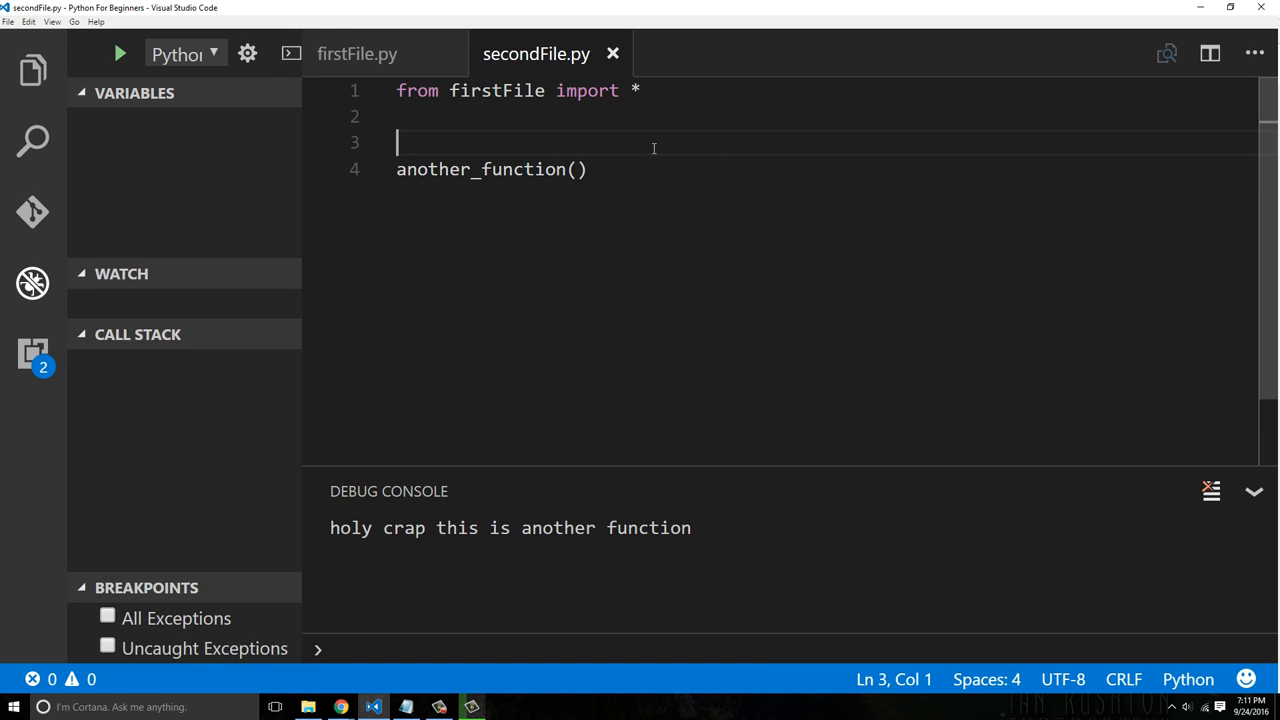 secondFile.py - Python For Beginners - Visual Studio Code
File Edit View Go Help
Python
firstFile.py
secondFile.py
VARIABLES
WATCH
CALL STACK
2
BREAKPOINTS
All Exceptions
Uncaught Exceptions
1 from firstFile import *
2
3
4 another_function()
DEBUG CONSOLE
holy crap this is another function
0 0
Ln 3, Col 1 Spaces: 4 UTF-8 CRLF Python
I'm Cortana. Ask me anything.
7:11 PM
9/24/2016